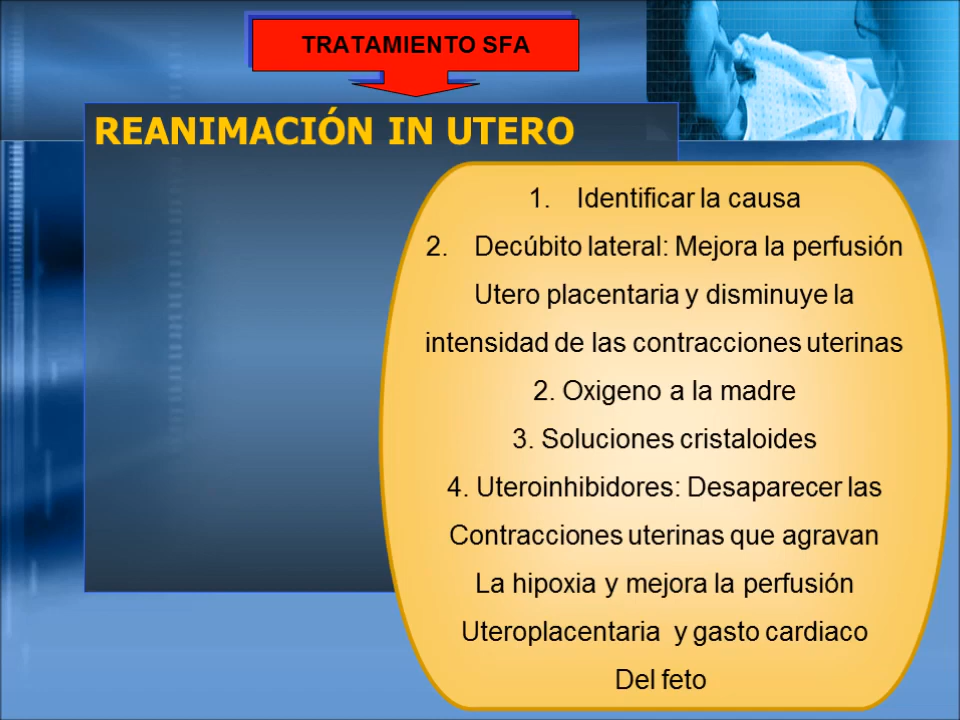 TRATAMIENTO SFA
REANIMACIÓN IN UTERO
1. Identificar la causa
2. Decúbito lateral: Mejora la perfusión
Utero placentaria y disminuye la
intensidad de las contracciones uterinas
2. Oxigeno a la madre
3. Soluciones cristaloides
4. Uteroinhibidores: Desaparecer las
Contracciones uterinas que agravan
La hipoxia y mejora la perfusión
Uteroplacentaria y gasto cardiaco
Del feto